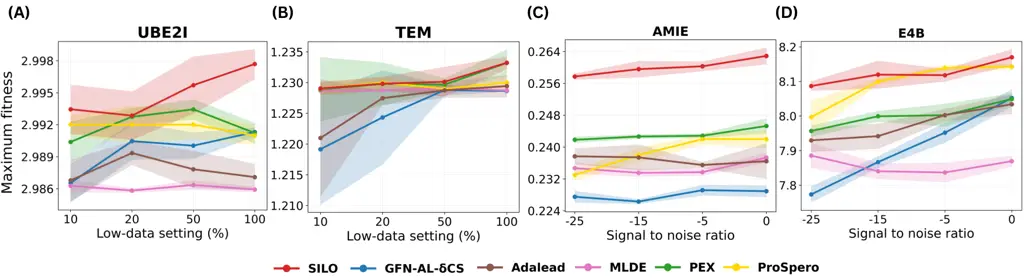 (A)
UBE2I
Maximum fitness
2.998
2.995
2.992
2.989
2.986
10
20
50
100
Low-data setting (%)
(B)
TEM
1.235
1.230
1.225
1.220
1.215
1.210
10
20
50
100
Low-data setting (%)
(C)
AMIE
0.264
0.256
0.248
0.240
0.232
0.224
-25
-15
-5
0
Signal to noise ratio
(D)
E4B
8.2
8.1
8.0
7.9
7.8
-25
-15
-5
0
Signal to noise ratio
SILO
GFN-AL-δCS
Adalead
MLDE
PEX
ProSpero